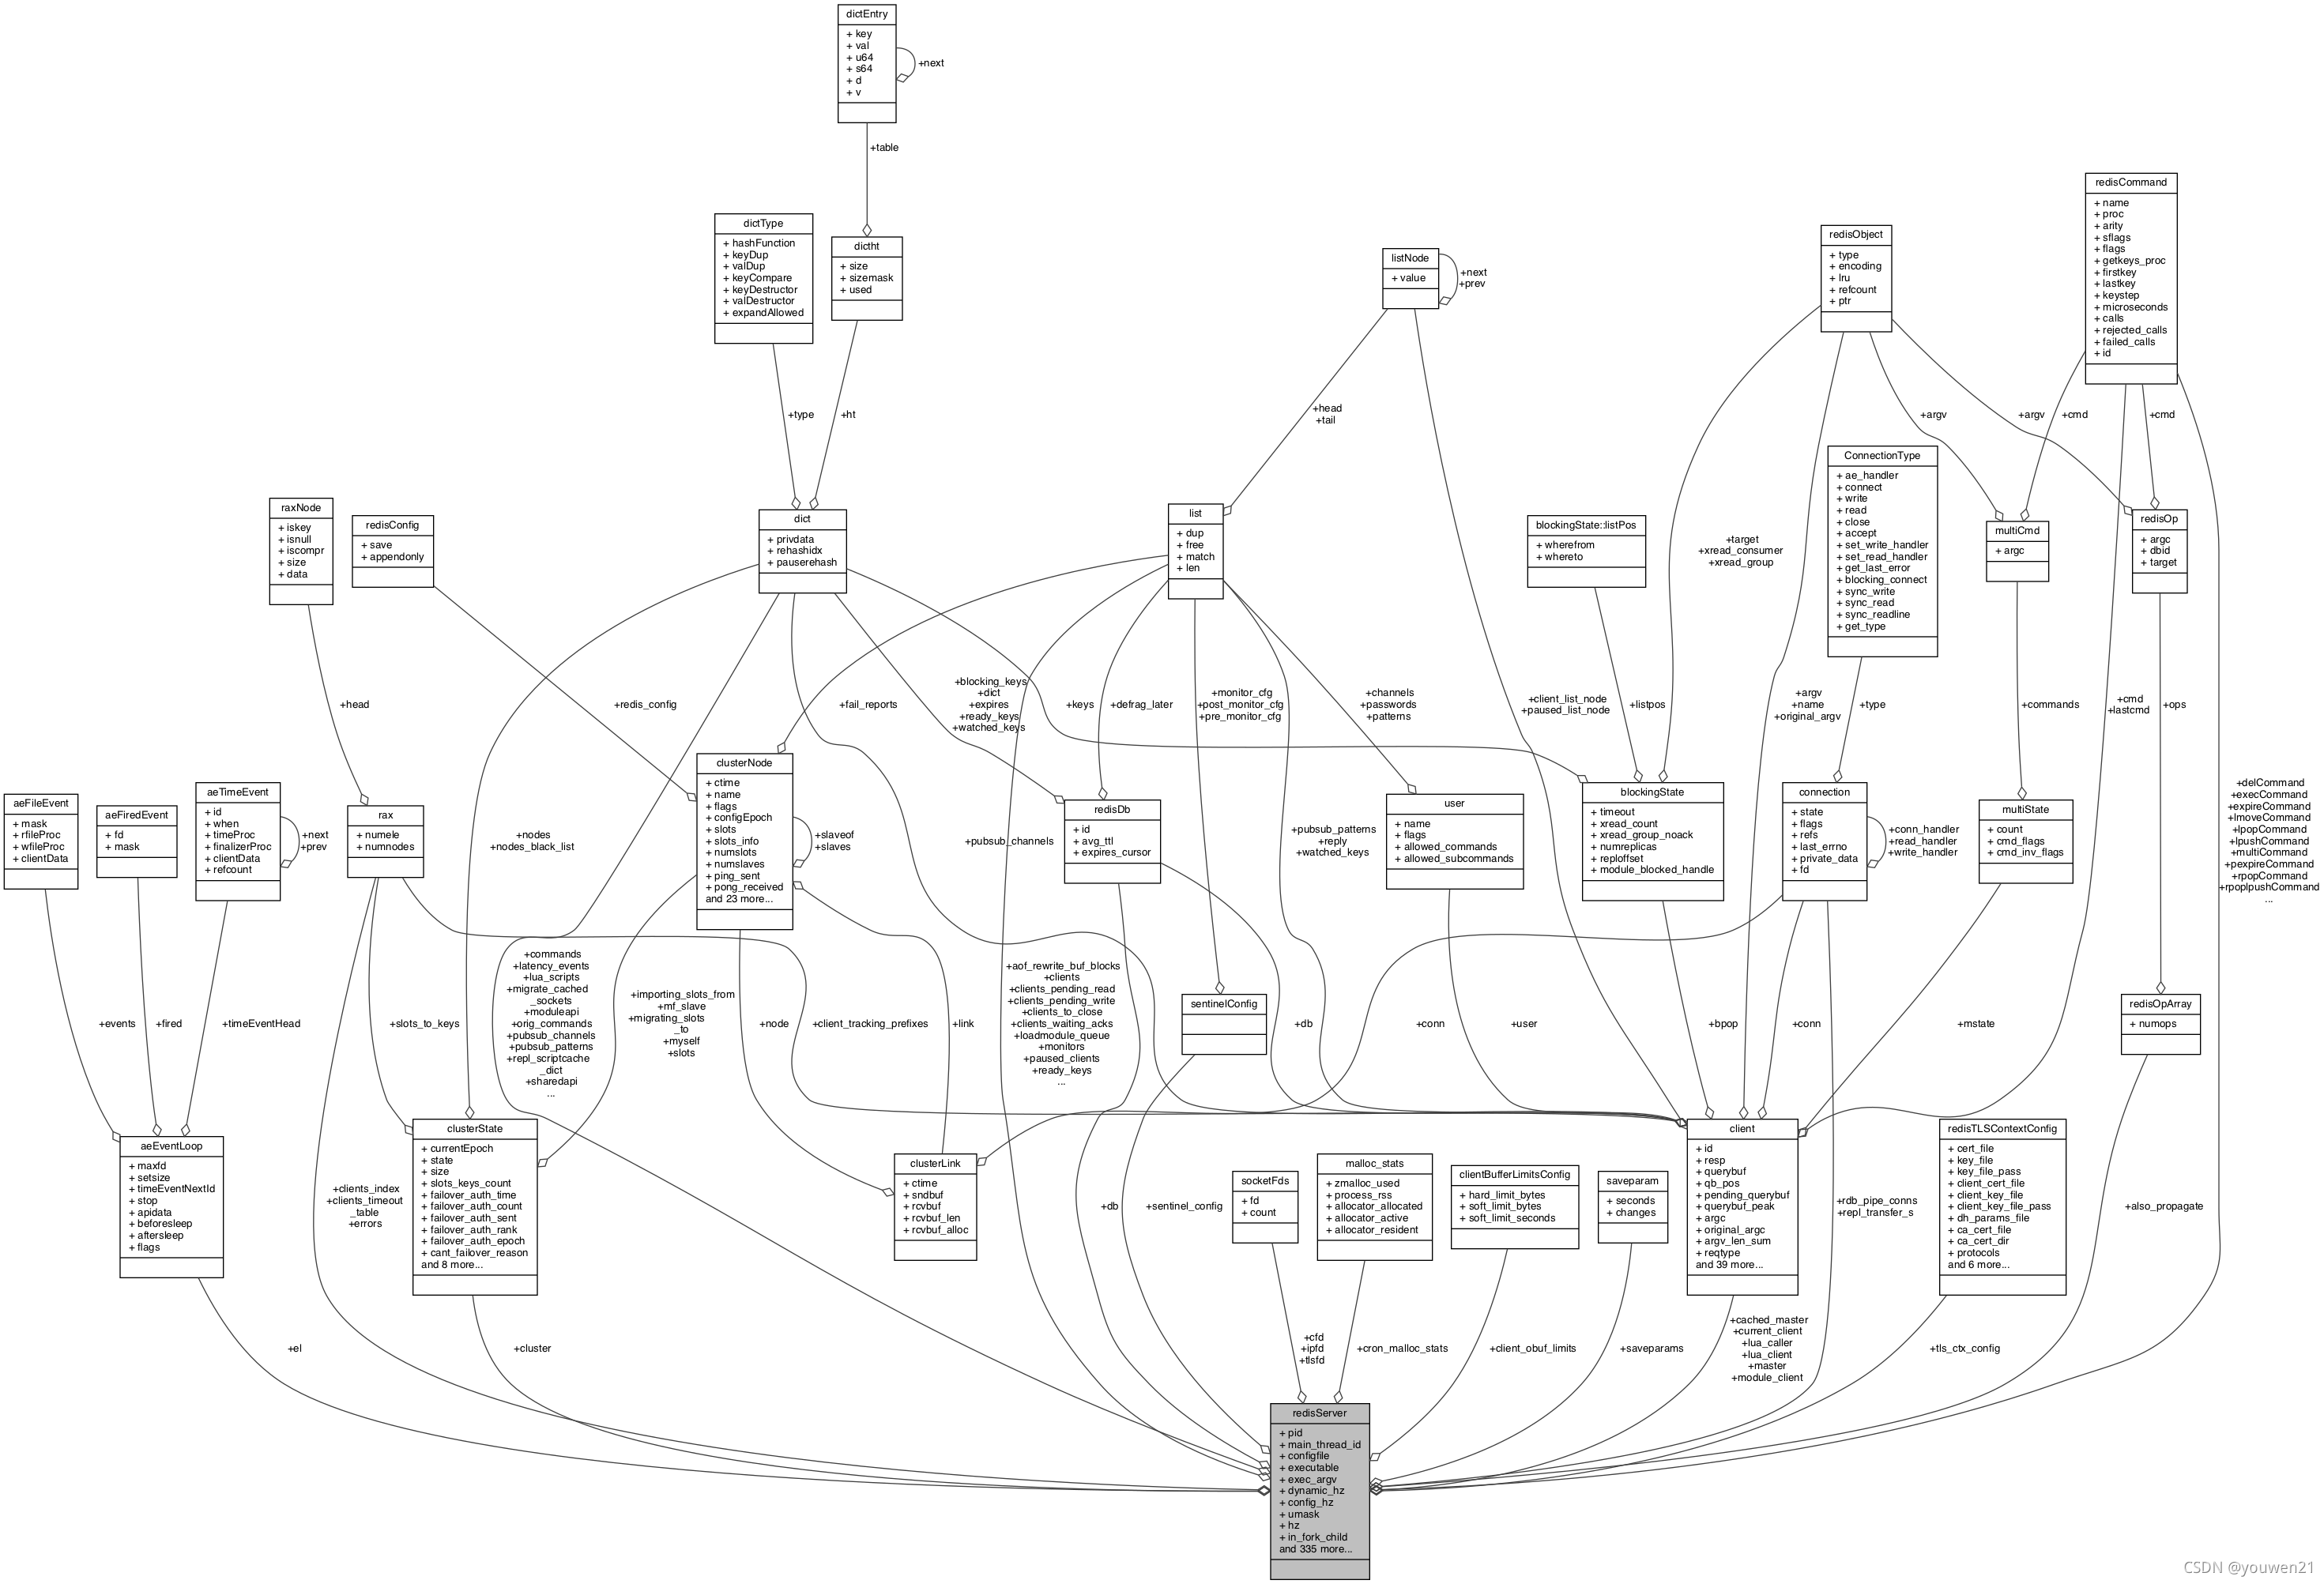 dictEntry
+ key
+ val
+ u64
+ s64
+ d
+ v
+next
+table
redisCommand
+ name
+ proc
+ arity
+ sflags
+ flags
+ getkeys_proc
+ firstkey
+ lastkey
+ keystep
+ microseconds
+ calls
+ rejected_calls
+ failed_calls
+ id
dictType
+ hashFunction
+ keyDup
+ valDup
+ keyCompare
+ keyDestructor
+ valDestructor
+ expandAllowed
dictht
+ size
+ sizemask
+ used
listNode
+ value
+next
+prev
redisObject
+ type
+ encoding
+ lru
+ refcount
+ ptr
+type
+ht
+head
+tail
+argv
+cmd
+argv
+cmd
ConnectionType
+ ae_handler
+ connect
+ write
+ read
+ close
+ accept
+ set_write_handler
+ set_read_handler
+ get_last_error
+ blocking_connect
+ sync_write
+ sync_read
+ sync_readline
+ get_type
raxNode
+ iskey
+ isnull
+ iscompr
+ size
+ data
redisConfig
+ save
+ appendonly
dict
+ privdata
+ rehashidx
+ pauserehash
list
+ dup
+ free
+ match
+ len
blockingState::listPos
+ wherefrom
+ whereto
+target
+xread_consumer
+xread_group
multiCmd
+ argc
redisOp
+ argc
+ dbid
+ target
+head
+redis_config
+fail_reports
+blocking_keys
+dict
+expires
+ready_keys
+watched_keys
+keys
+defrag_later
+monitor_cfg
+post_monitor_cfg
+pre_monitor_cfg
+channels
+passwords
+patterns
+client_list_node
+paused_list_node
+listpos
+argv
+name
+original_argv
+type
+commands
+cmd
+lastcmd
+ops
aeFileEvent
+ mask
+ rfileProc
+ wfileProc
+ clientData
aeFiredEvent
+ fd
+ mask
aeTimeEvent
+ id
+ when
+ timeProc
+ finalizerProc
+ clientData
+ refcount
+next
+prev
rax
+ numele
+ numnodes
+nodes
+nodes_black_list
clusterNode
+ ctime
+ name
+ flags
+ configEpoch
+ slots
+ slots_info
+ numslots
+ numslaves
+ ping_sent
+ pong_received
and 23 more...
+slaveof
+slaves
+pubsub_channels
redisDb
+ id
+ avg_ttl
+ expires_cursor
+pubsub_patterns
+reply
+watched_keys
user
+ name
+ flags
+ allowed_commands
+ allowed_subcommands
blockingState
+ timeout
+ xread_count
+ xread_group_noack
+ numreplicas
+ reploffset
+ module_blocked_handle
connection
+ state
+ flags
+ refs
+ last_errno
+ private_data
+ fd
+conn_handler
+read_handler
+write_handler
multiState
+ count
+ cmd_flags
+ cmd_inv_flags
+delCommand
+execCommand
+expireCommand
+lmoveCommand
+lpopCommand
+lpushCommand
+multiCommand
+pexpireCommand
+rpopCommand
+rpoplpushCommand
...
+events
+fired
+timeEventHead
+slots_to_keys
+commands
+latency_events
+lua_scripts
+migrate_cached
_sockets
+moduleapi
+orig_commands
+pubsub_channels
+pubsub_patterns
+repl_scriptcache
_dict
+sharedapi
...
+importing_slots_from
+mf_slave
+migrating_slots
_to
+myself
+slots
+node
+client_tracking_prefixes
+link
+aof_rewrite_buf_blocks
+clients
+clients_pending_read
+clients_pending_write
+clients_to_close
+clients_waiting_acks
+loadmodule_queue
+monitors
+paused_clients
+ready_keys
...
sentinelConfig
+db
+conn
+user
+bpop
+conn
+mstate
redisOpArray
+ numops
aeEventLoop
+ maxfd
+ setsize
+ timeEventNextId
+ stop
+ apidata
+ beforesleep
+ aftersleep
+ flags
+clients_index
+clients_timeout
_table
+errors
clusterState
+ currentEpoch
+ state
+ size
+ slots_keys_count
+ failover_auth_time
+ failover_auth_count
+ failover_auth_sent
+ failover_auth_rank
+ failover_auth_epoch
+ cant_failover_reason
and 8 more...
clusterLink
+ ctime
+ sndbuf
+ rcvbuf
+ rcvbuf_len
+ rcvbuf_alloc
+db
+sentinel_config
socketFds
+ fd
+ count
malloc_stats
+ zmalloc_used
+ process_rss
+ allocator_allocated
+ allocator_active
+ allocator_resident
clientBufferLimitsConfig
+ hard_limit_bytes
+ soft_limit_bytes
+ soft_limit_seconds
saveparam
+ seconds
+ changes
client
+ id
+ resp
+ querybuf
+ qb_pos
+ pending_querybuf
+ querybuf_peak
+ argc
+ original_argc
+ argv_len_sum
+ reqtype
and 39 more...
+rdb_pipe_conns
+repl_transfer_s
redisTLSContextConfig
+ cert_file
+ key_file
+ key_file_pass
+ client_cert_file
+ client_key_file
+ client_key_file_pass
+ dh_params_file
+ ca_cert_file
+ ca_cert_dir
+ protocols
and 6 more...
+also_propagate
+el
+cluster
+cfd
+ipfd
+tlsfd
+cron_malloc_stats
+client_obuf_limits
+saveparams
+cached_master
+current_client
+lua_caller
+lua_client
+master
+module_client
+tls_ctx_config
redisServer
+ pid
+ main_thread_id
+ configfile
+ executable
+ exec_argv
+ dynamic_hz
+ config_hz
+ umask
+ hz
+ in_fork_child
and 335 more...
CSDN @youwen21